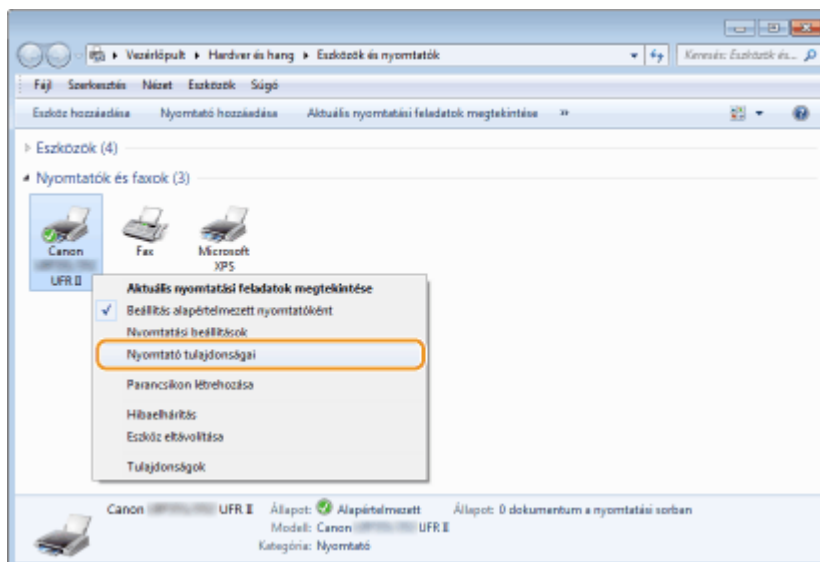 Vezérlőpult ▸ Hardver és hang ▸ Eszközök és nyomtatók
Keresés: Eszközök és...
Fájl Szerkesztés Nézet Eszközök Súgó
Eszköz hozzáadása Nyomtató hozzáadása Aktuális nyomtatási feladatok megtekintése »
Eszközök (4)
Nyomtatók és faxok (3)
Canon
UFR II
Fax
Microsoft
XPS
Aktuális nyomtatási feladatok megtekintése
Beállítás alapértelmezett nyomtatóként
Nyomtatási beállítások
Nyomtató tulajdonságai
Parancsikon létrehozása
Hibaelhárítás
Eszköz eltávolítása
Tulajdonságok
Canon UFR II Állapot: Alapértelmezett Állapot: 0 dokumentum a nyomtatási sorban
Modell: Canon UFR II
Kategória: Nyomtató